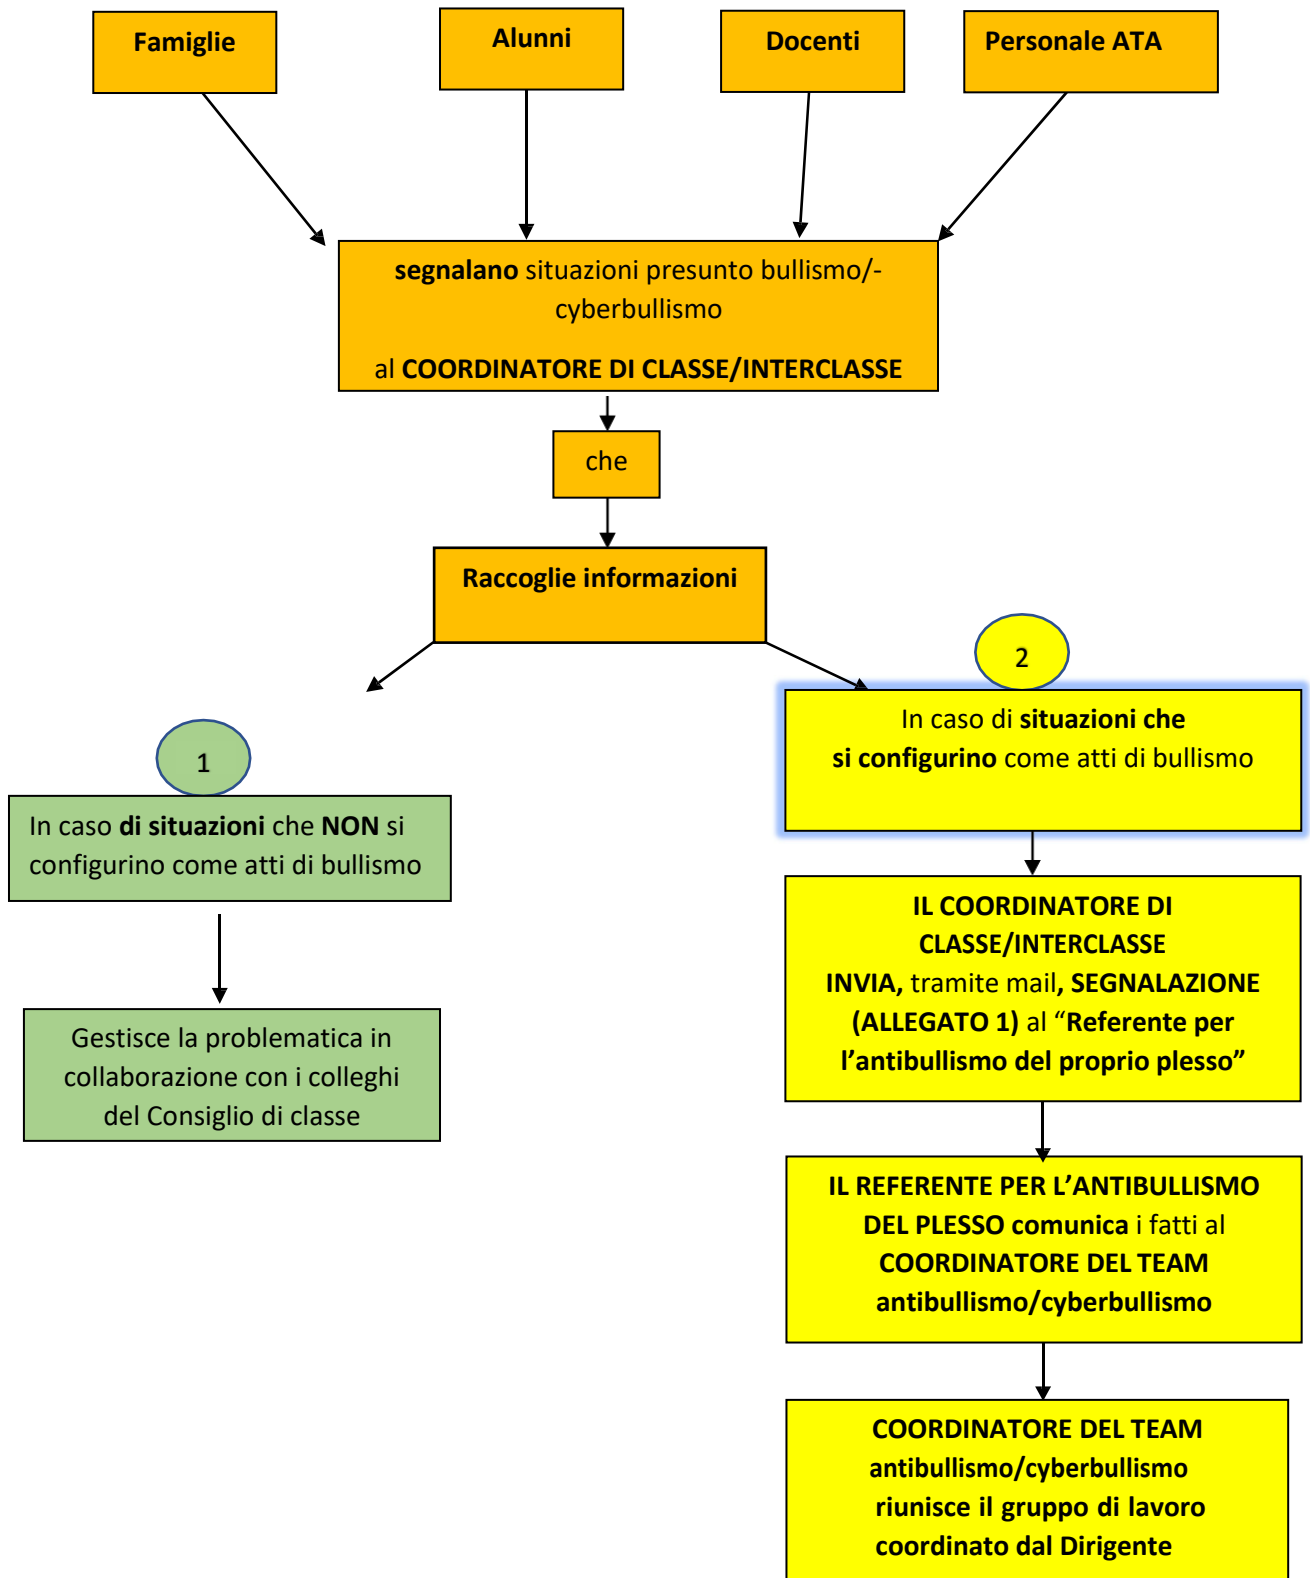 Famiglie
Alunni
Docenti
Personale ATA
segnalano situazioni presunto bullismo/-
cyberbullismo
al COORDINATORE DI CLASSE/INTERCLASSE
che
Raccoglie informazioni
1
In caso di situazioni che NON si
configurino come atti di bullismo
Gestisce la problematica in
collaborazione con i colleghi
del Consiglio di classe
2
In caso di situazioni che
si configurino come atti di bullismo
IL COORDINATORE DI
CLASSE/INTERCLASSE
INVIA, tramite mail, SEGNALAZIONE
(ALLEGATO 1) al “Referente per
l’antibullismo del proprio plesso”
IL REFERENTE PER L’ANTIBULLISMO
DEL PLESSO comunica i fatti al
COORDINATORE DEL TEAM
antibullismo/cyberbullismo
COORDINATORE DEL TEAM
antibullismo/cyberbullismo
riunisce il gruppo di lavoro
coordinato dal Dirigente